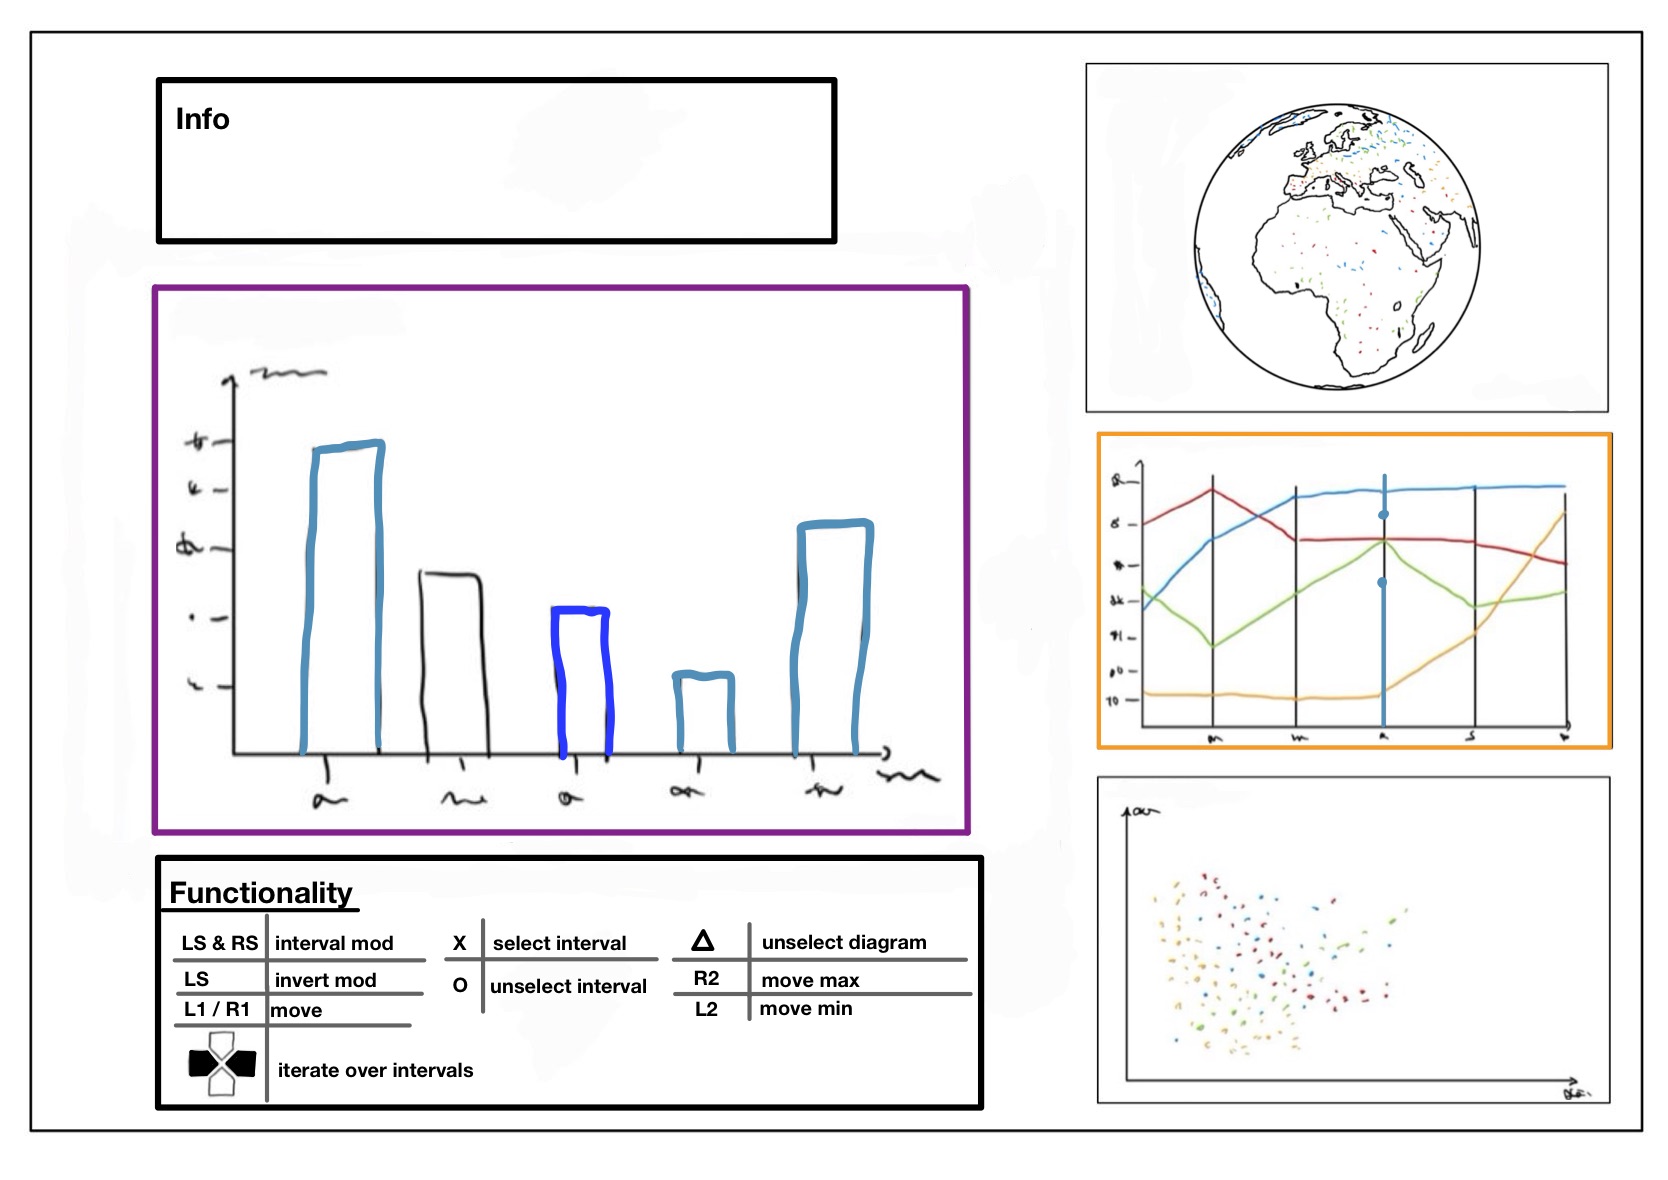 Info
Functionality
LS & RS interval mod
LS invert mod
L1 / R1 move
iterate over intervals
X select interval
O unselect interval
Δ unselect diagram
R2 move max
L2 move min